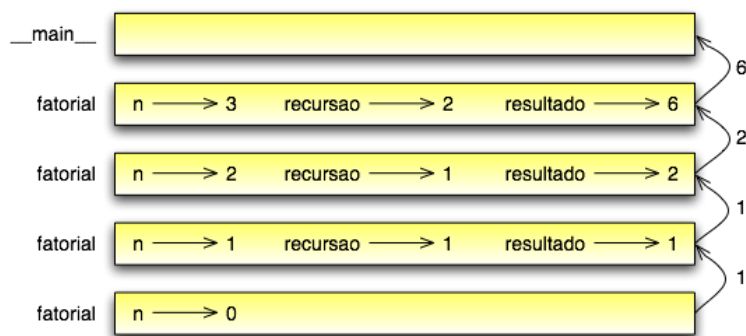 __main__
6
fatorial n 3 recursao 2 resultado 6
2
fatorial n 2 recursao 1 resultado 2
1
fatorial n 1 recursao 1 resultado 1
1
fatorial n 0